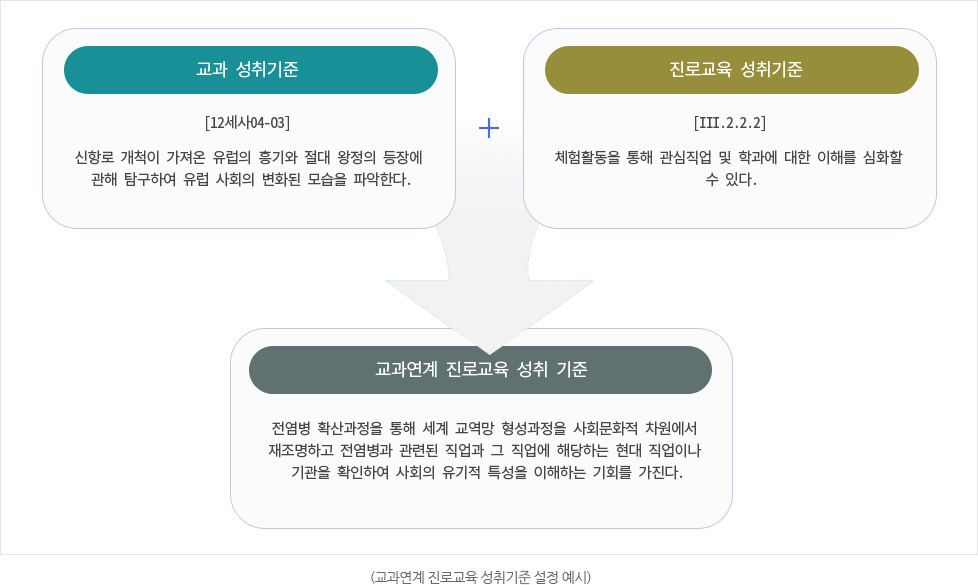 교과 성취기준
[12세사04-03]
신항로 개척이 가져온 유럽의 흥기와 절대 왕정의 등장에
관해 탐구하여 유럽 사회의 변화된 모습을 파악한다.
+
진로교육 성취기준
[III.2.2.2]
체험활동을 통해 관심직업 및 학과에 대한 이해를 심화할
수 있다.
교과연계 진로교육 성취 기준
전염병 확산과정을 통해 세계 교역망 형성과정을 사회문화적 차원에서
재조명하고 전염병과 관련된 직업과 그 직업에 해당하는 현대 직업이나
기관을 확인하여 사회의 유기적 특성을 이해하는 기회를 가진다.
(교과연계 진로교육 성취기준 설정 예시)